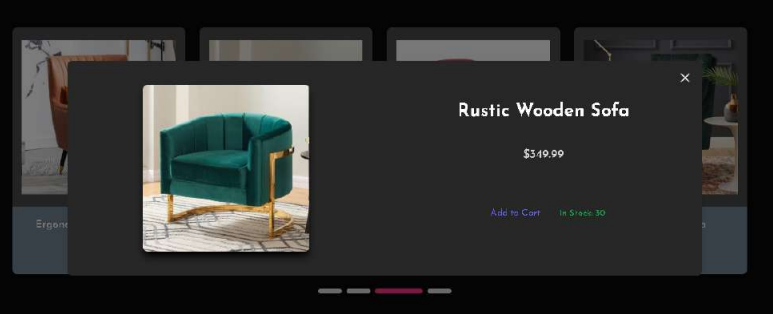 Rustic Wooden Sofa
$349.99
Add to Cart In Stock: 30